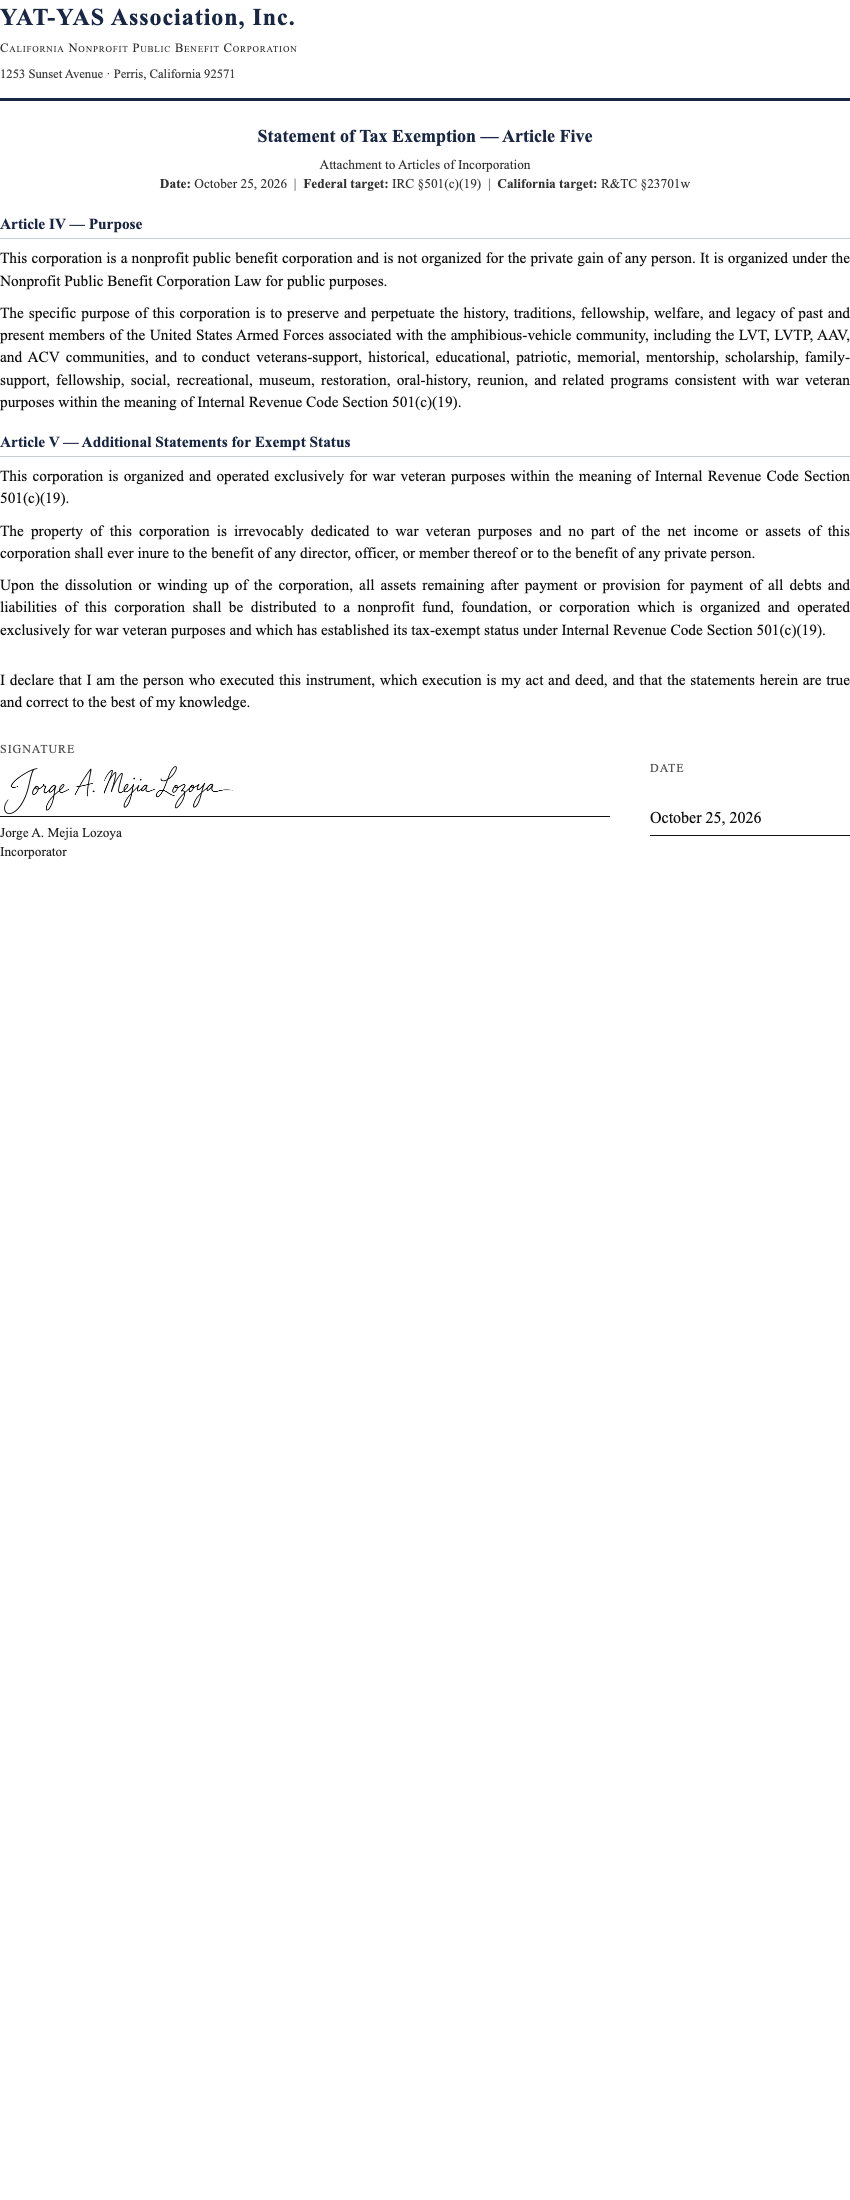 YAT-YAS Association, Inc.
California Nonprofit Public Benefit Corporation
1253 Sunset Avenue · Perris, California 92571
Statement of Tax Exemption — Article Five
Attachment to Articles of Incorporation
Date: October 25, 2026 | Federal target: IRC §501(c)(19) | California target: R&TC §23701w
Article IV — Purpose
This corporation is a nonprofit public benefit corporation and is not organized for the private gain of any person. It is organized under the
Nonprofit Public Benefit Corporation Law for public purposes.
The specific purpose of this corporation is to preserve and perpetuate the history, traditions, fellowship, welfare, and legacy of past and
present members of the United States Armed Forces associated with the amphibious-vehicle community, including the LVT, LVTP, AAV,
and ACV communities, and to conduct veterans-support, historical, educational, patriotic, memorial, mentorship, scholarship, family-
support, fellowship, social, recreational, museum, restoration, oral-history, reunion, and related programs consistent with war veteran
purposes within the meaning of Internal Revenue Code Section 501(c)(19).
Article V — Additional Statements for Exempt Status
This corporation is organized and operated exclusively for war veteran purposes within the meaning of Internal Revenue Code Section
501(c)(19).
The property of this corporation is irrevocably dedicated to war veteran purposes and no part of the net income or assets of this
corporation shall ever inure to the benefit of any director, officer, or member thereof or to the benefit of any private person.
Upon the dissolution or winding up of the corporation, all assets remaining after payment or provision for payment of all debts and
liabilities of this corporation shall be distributed to a nonprofit fund, foundation, or corporation which is organized and operated
exclusively for war veteran purposes and which has established its tax-exempt status under Internal Revenue Code Section 501(c)(19).
I declare that I am the person who executed this instrument, which execution is my act and deed, and that the statements herein are true
and correct to the best of my knowledge.
SIGNATURE
Jorge A. Mejia Lozoya
Jorge A. Mejia Lozoya
Incorporator
DATE
October 25, 2026